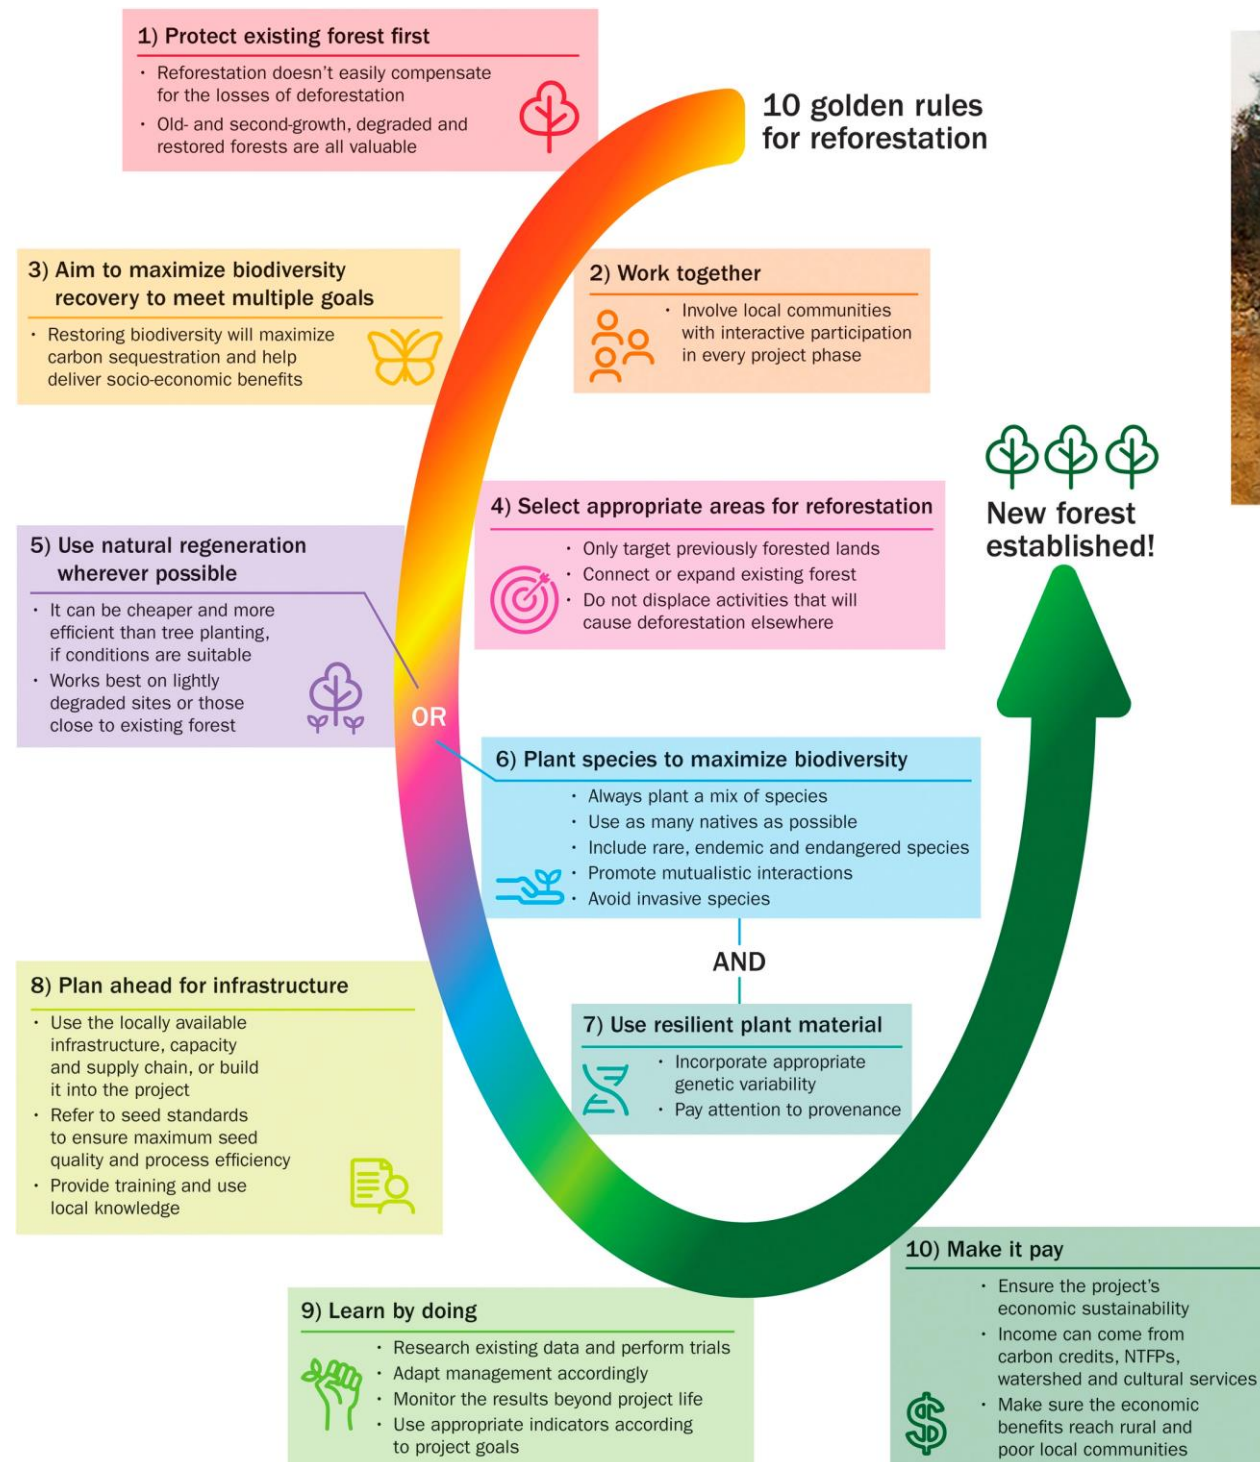 10 golden rules
for reforestation
1) Protect existing forest first
· Reforestation doesn't easily compensate
for the losses of deforestation
· Old- and second-growth, degraded and
restored forests are all valuable
2) Work together
· Involve local communities
with interactive participation
in every project phase
3) Aim to maximize biodiversity
recovery to meet multiple goals
· Restoring biodiversity will maximize
carbon sequestration and help
deliver socio-economic benefits
4) Select appropriate areas for reforestation
· Only target previously forested lands
· Connect or expand existing forest
· Do not displace activities that will
cause deforestation elsewhere
5) Use natural regeneration
wherever possible
· It can be cheaper and more
efficient than tree planting,
if conditions are suitable
· Works best on lightly
degraded sites or those
close to existing forest
OR
6) Plant species to maximize biodiversity
· Always plant a mix of species
· Use as many natives as possible
· Include rare, endemic and endangered species
· Promote mutualistic interactions
· Avoid invasive species
AND
7) Use resilient plant material
· Incorporate appropriate
genetic variability
· Pay attention to provenance
8) Plan ahead for infrastructure
· Use the locally available
infrastructure, capacity
and supply chain, or build
it into the project
· Refer to seed standards
to ensure maximum seed
quality and process efficiency
· Provide training and use
local knowledge
9) Learn by doing
· Research existing data and perform trials
· Adapt management accordingly
· Monitor the results beyond project life
· Use appropriate indicators according
to project goals
10) Make it pay
· Ensure the project's
economic sustainability
· Income can come from
carbon credits, NTFPs,
watershed and cultural services
· Make sure the economic
benefits reach rural and
poor local communities
New forest
established!